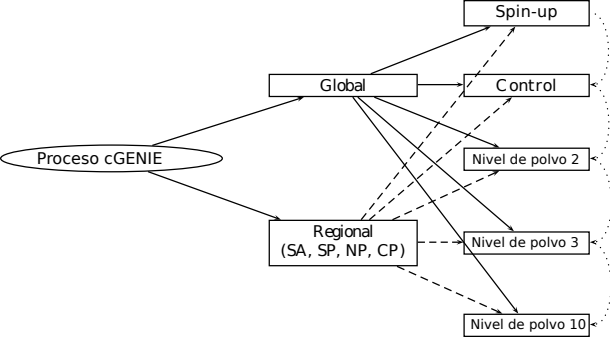 Spin-up
Global
Control
Proceso cGENIE
Nivel de polvo 2
Regional
(SA, SP, NP, CP)
Nivel de polvo 3
Nivel de polvo 10